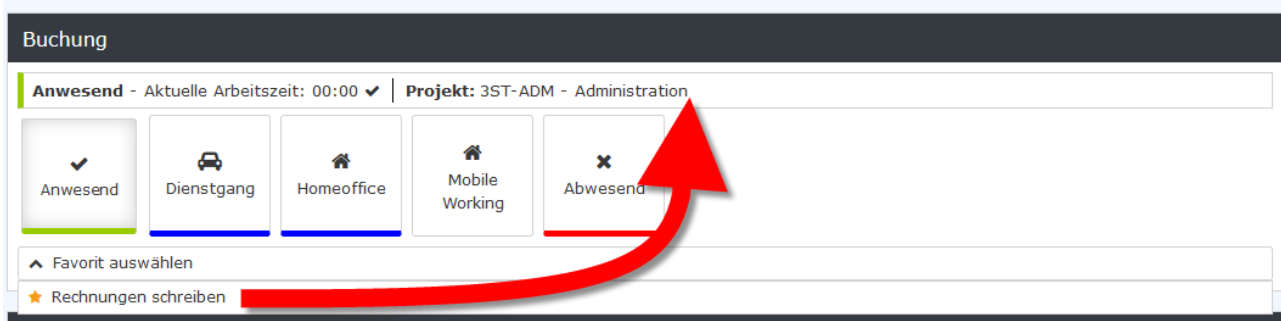 Buchung
Anwesend - Aktuelle Arbeitszeit: 00:00 Projekt: 3ST-ADM - Administration
Anwesend
Dienstgang
Homeoffice
Mobile
Working
Abwesend
Favorit auswählen
Rechnungen schreiben